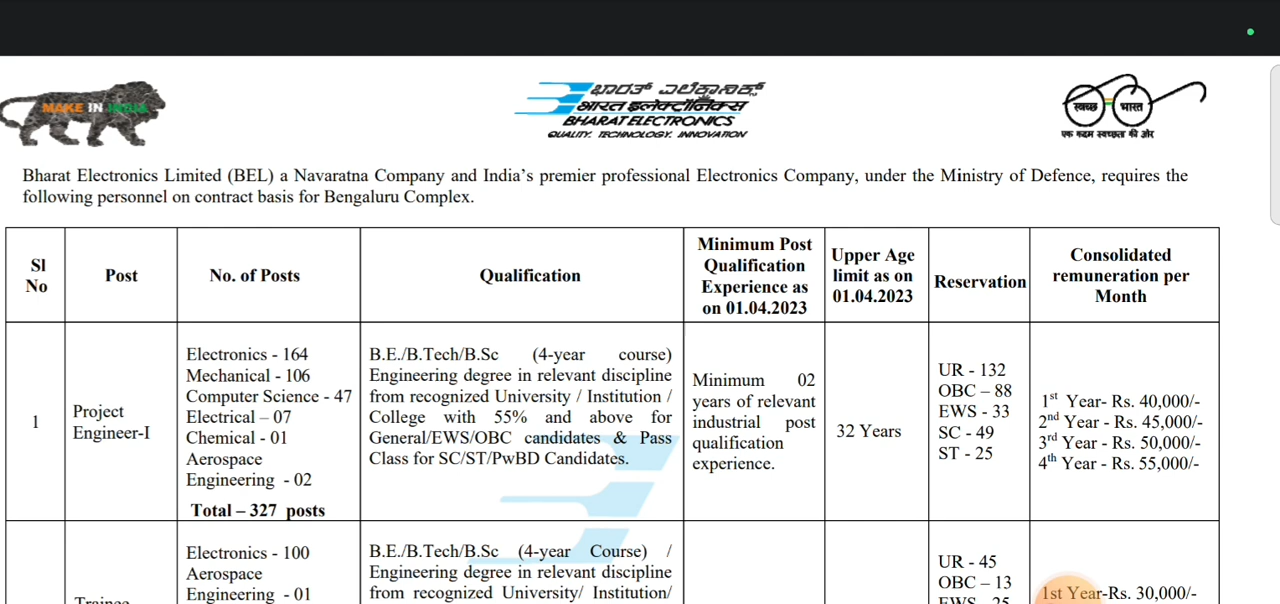 MAKE IN INDIA
ಭಾರತ್ ಎಲೆಕ್ಟ್ರಾನಿಕ್ಸ್
भारत इलेक्ट्रॉनिक्स
BHARAT ELECTRONICS
QUALITY. TECHNOLOGY. INNOVATION
स्वच्छ भारत
एक कदम स्वच्छता की ओर
Bharat Electronics Limited (BEL) a Navaratna Company and India’s premier professional Electronics Company, under the Ministry of Defence, requires the
following personnel on contract basis for Bengaluru Complex.
Sl
No
Post
No. of Posts
Qualification
Minimum Post
Qualification
Experience as
on 01.04.2023
Upper Age
limit as on
01.04.2023
Reservation
Consolidated
remuneration per
Month
1
Project
Engineer-I
Electronics - 164
Mechanical - 106
Computer Science - 47
Electrical – 07
Chemical - 01
Aerospace
Engineering - 02
Total – 327 posts
B.E./B.Tech/B.Sc (4-year course)
Engineering degree in relevant discipline
from recognized University / Institution /
College with 55% and above for
General/EWS/OBC candidates & Pass
Class for SC/ST/PwBD Candidates.
Minimum 02
years of relevant
industrial post
qualification
experience.
32 Years
UR - 132
OBC – 88
EWS - 33
SC - 49
ST - 25
1st Year- Rs. 40,000/-
2nd Year - Rs. 45,000/-
3rd Year - Rs. 50,000/-
4th Year - Rs. 55,000/-
Trainee
Electronics - 100
Aerospace
Engineering - 01
B.E./B.Tech/B.Sc (4-year Course) /
Engineering degree in relevant discipline
from recognized University/ Institution/
UR - 45
OBC – 13
EWS - 25
1st Year-Rs. 30,000/-